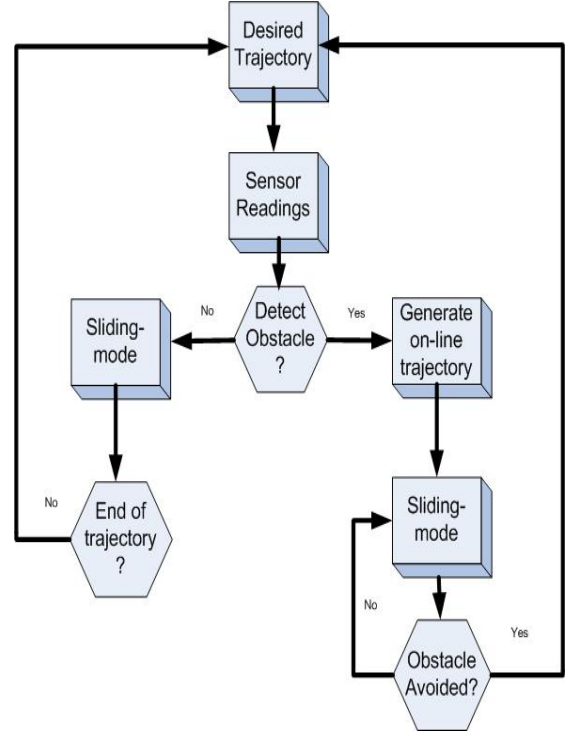 Desired
Trajectory
Sensor
Readings
Detect
Obstacle
?
No
Yes
Sliding-
mode
Generate
on-line
trajectory
No
End of
trajectory
?
Sliding-
mode
No
Yes
Obstacle
Avoided?